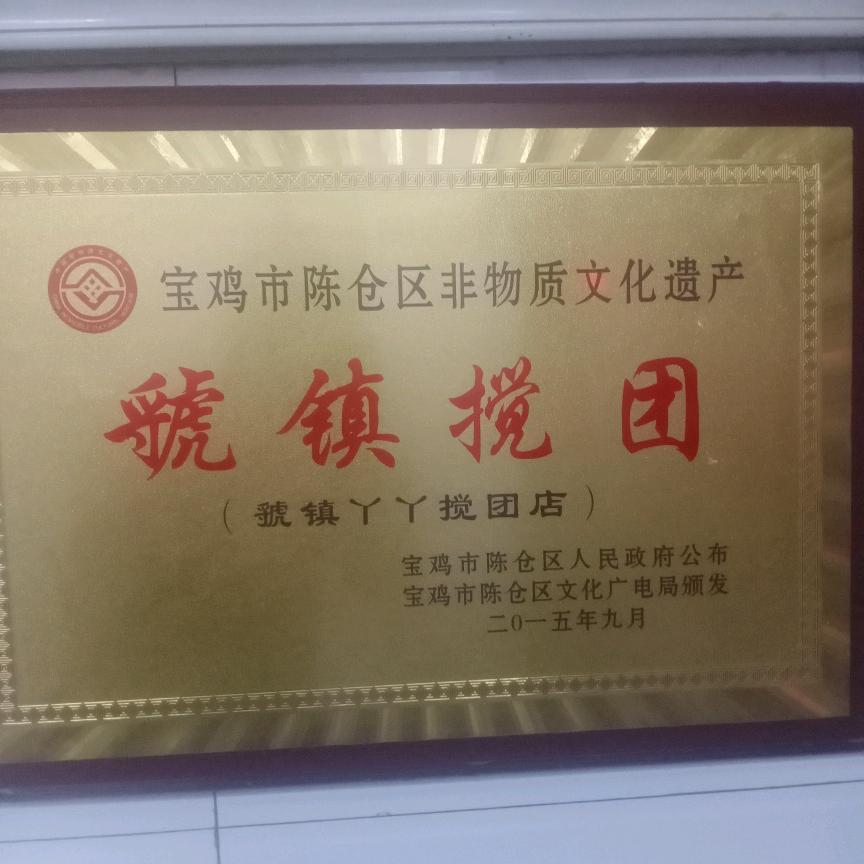 宝鸡市陈仓区非物质文化遗产
虢镇搅团
（虢镇丫丫搅团店）
宝鸡市陈仓区人民政府公布
宝鸡市陈仓区文化广电局颁发
二0一五年九月